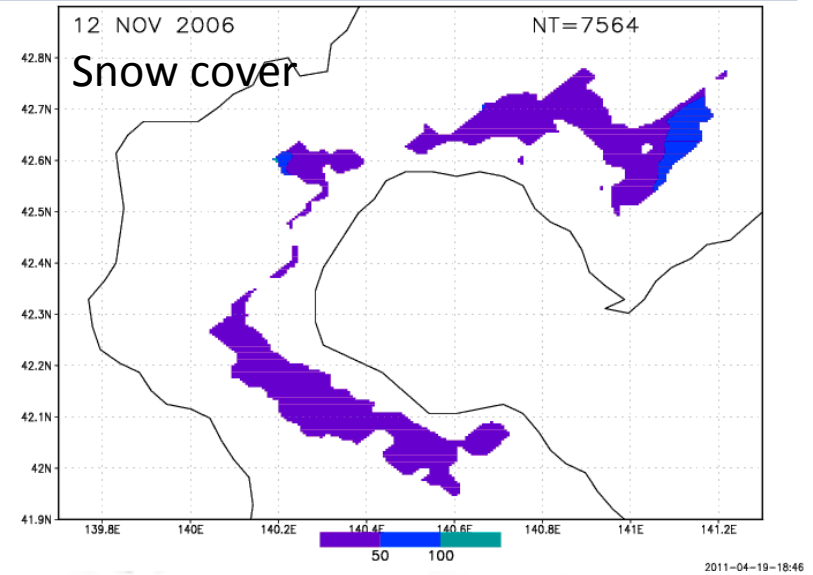 12 NOV 2006
NT=7564
Snow cover
42.8N
42.7N
42.6N
42.5N
42.4N
42.3N
42.2N
42.1N
42N
41.9N
139.8E 140E 140.2E 140.4E 140.6E 140.8E 141E 141.2E
50 100
2011-04-19-18:46